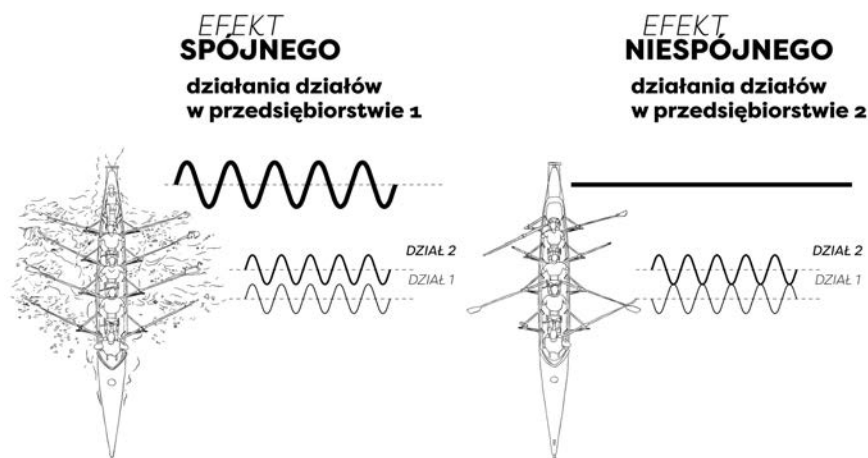 EFEKT
SPÓJNEGO
działania działów
w przedsiębiorstwie 1
DZIAŁ 2
DZIAŁ 1
EFEKT
NIESPÓJNEGO
działania działów
w przedsiębiorstwie 2
DZIAŁ 2
DZIAŁ 1